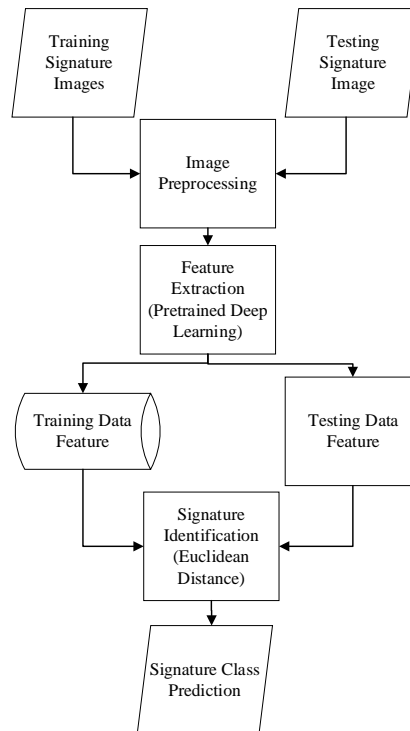 Training
Signature
Images
Testing
Signature
Image
Image
Preprocessing
Feature
Extraction
(Pretrained Deep
Learning)
Training Data
Feature
Testing Data
Feature
Signature
Identification
(Euclidean
Distance)
Signature Class
Prediction